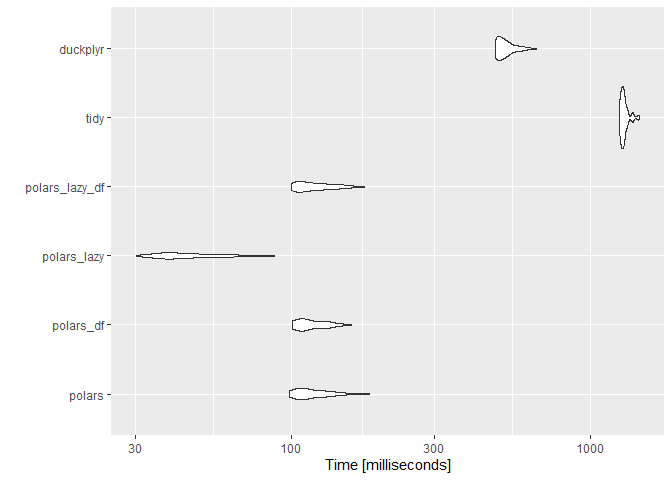 duckplyr
tidy
polars_lazy_df
polars_lazy
polars_df
polars
30 100 300 1000
Time [milliseconds]